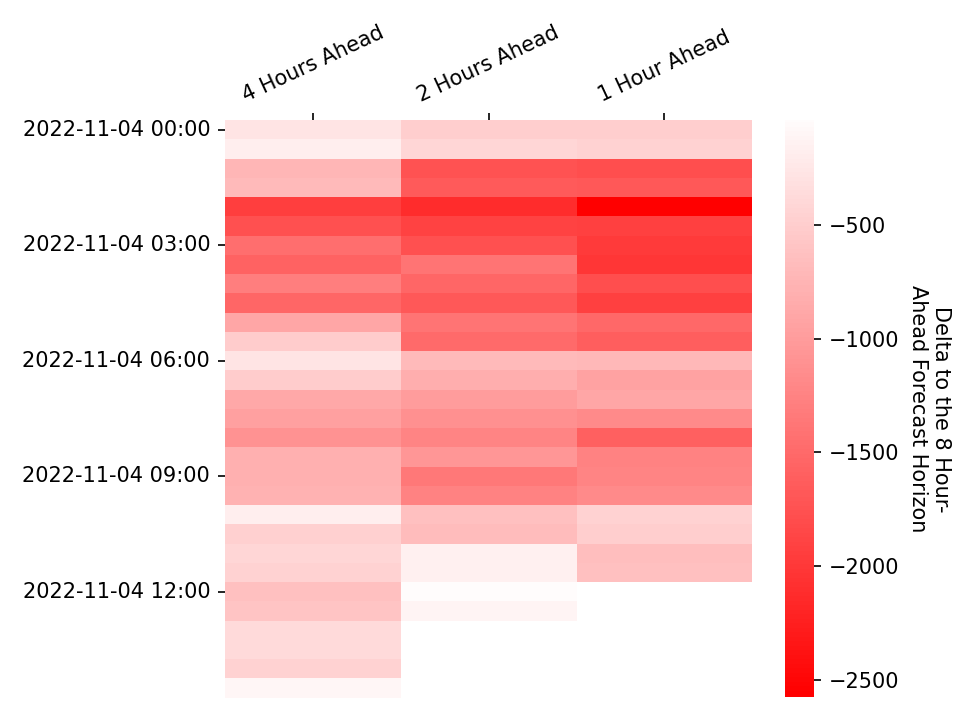 4 Hours Ahead
2 Hours Ahead
1 Hour Ahead
2022-11-04 00:00
2022-11-04 03:00
2022-11-04 06:00
2022-11-04 09:00
2022-11-04 12:00
−500
−1000
−1500
−2000
−2500
Delta to the 8 Hour-
Ahead Forecast Horizon